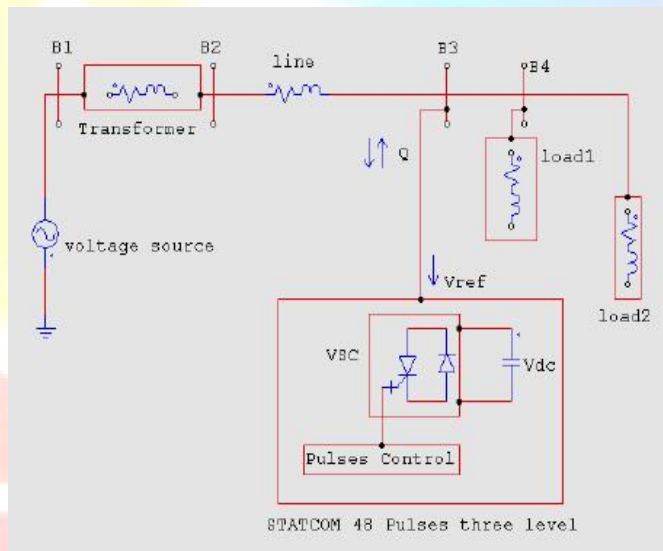 B1
B2
line
B3
B4
Transformer
Q
load1
voltage source
Vref
load2
VSC
Vdc
Pulses Control
STATCOM 48 Pulses three level